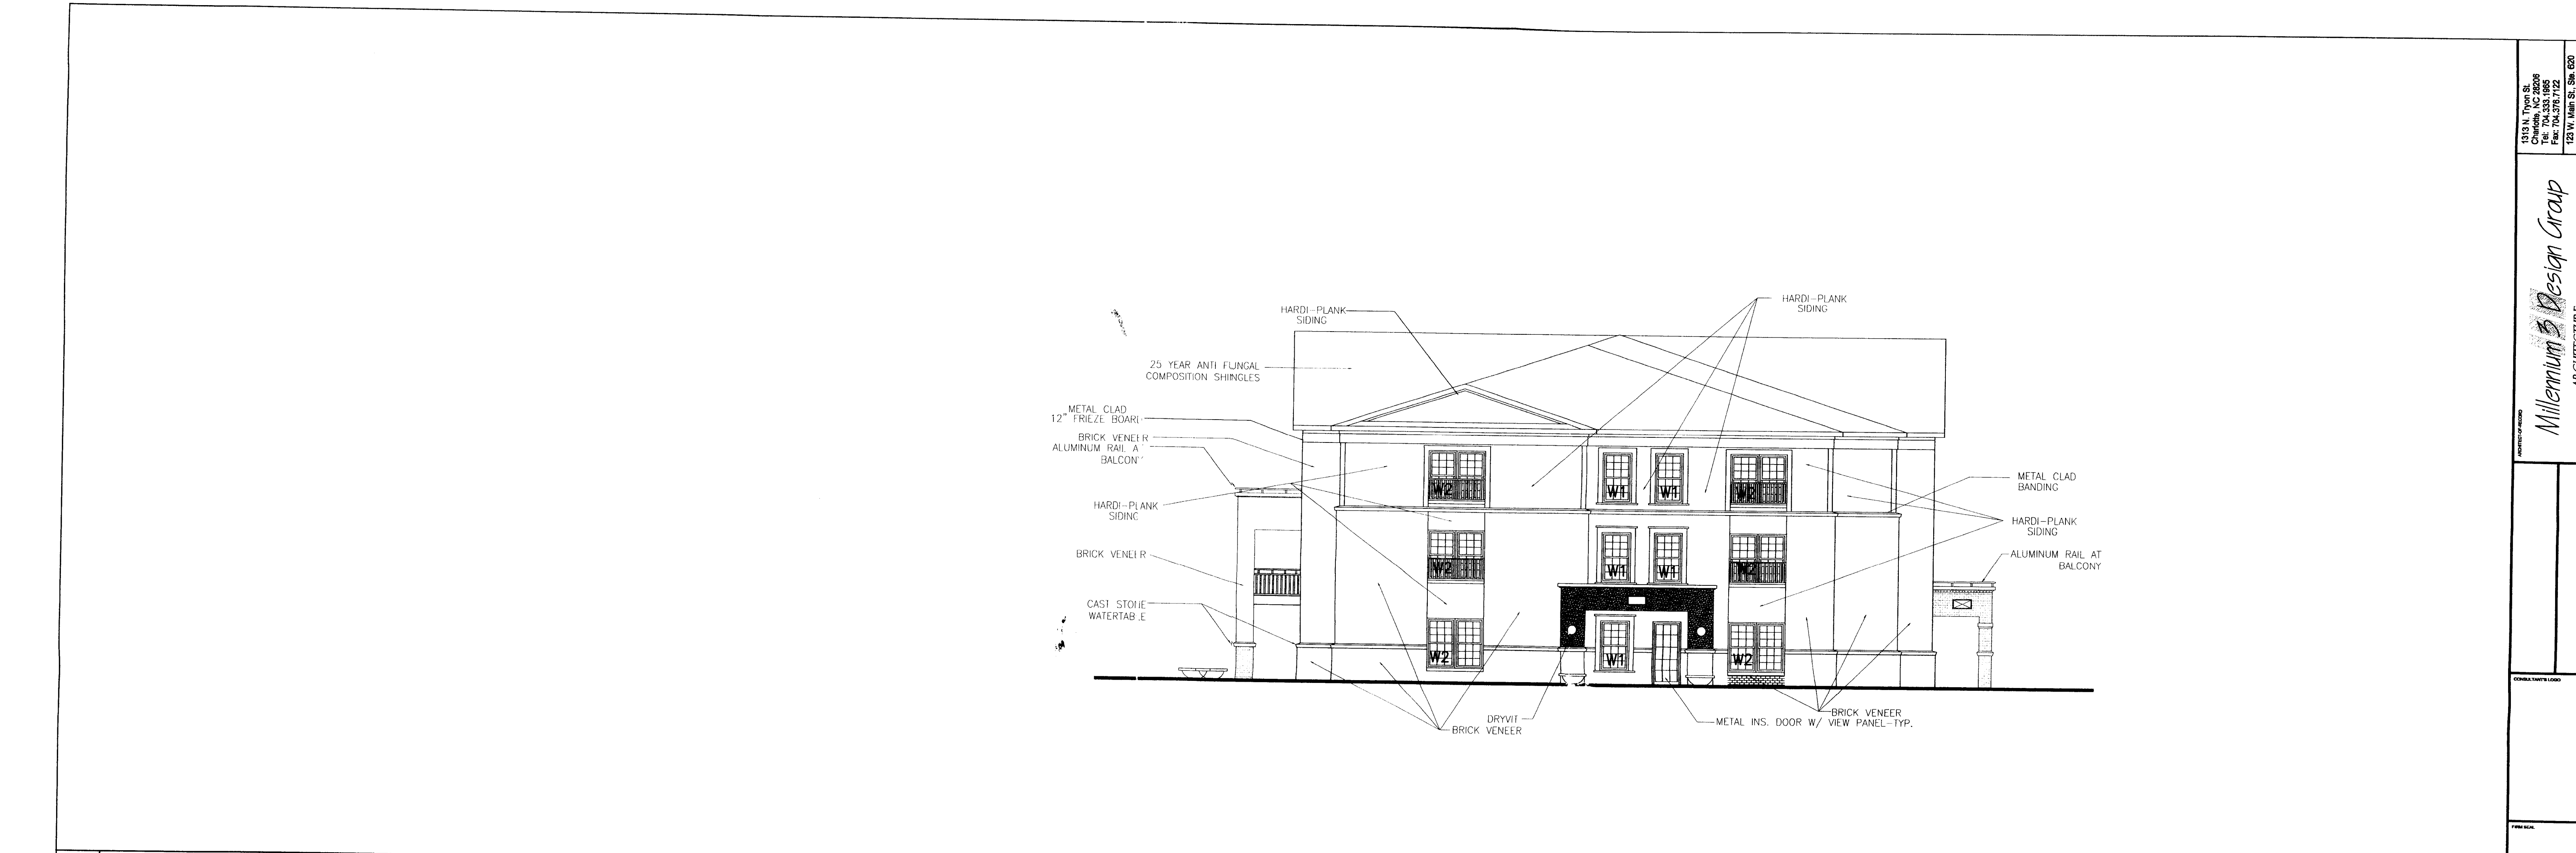 HARDI-PLANK
SIDING
HARDI-PLANK
SIDING
25 YEAR ANTI FUNGAL
COMPOSITION SHINGLES
METAL CLAD
12" FRIEZE BOARD
BRICK VENEER
ALUMINUM RAIL AT
BALCONY
HARDI-PLANK
SIDING
BRICK VENEER
CAST STONE
WATERTABLE
W2
W1
W1
W2
W2
W1
W1
W2
W2
W1
W2
METAL CLAD
BANDING
HARDI-PLANK
SIDING
ALUMINUM RAIL AT
BALCONY
DRYVIT
BRICK VENEER
BRICK VENEER
METAL INS. DOOR W/ VIEW PANEL-TYP.
1313 N. Tryon St.
Charlotte, NC 28206
Tel: 704.333.1965
Fax: 704.376.7122
123 W. Main St., Ste. 620
ARCHITECT-OF-RECORD
Millennium 3 Design Group
CONSULTANT'S LOGO
FIRM SEAL